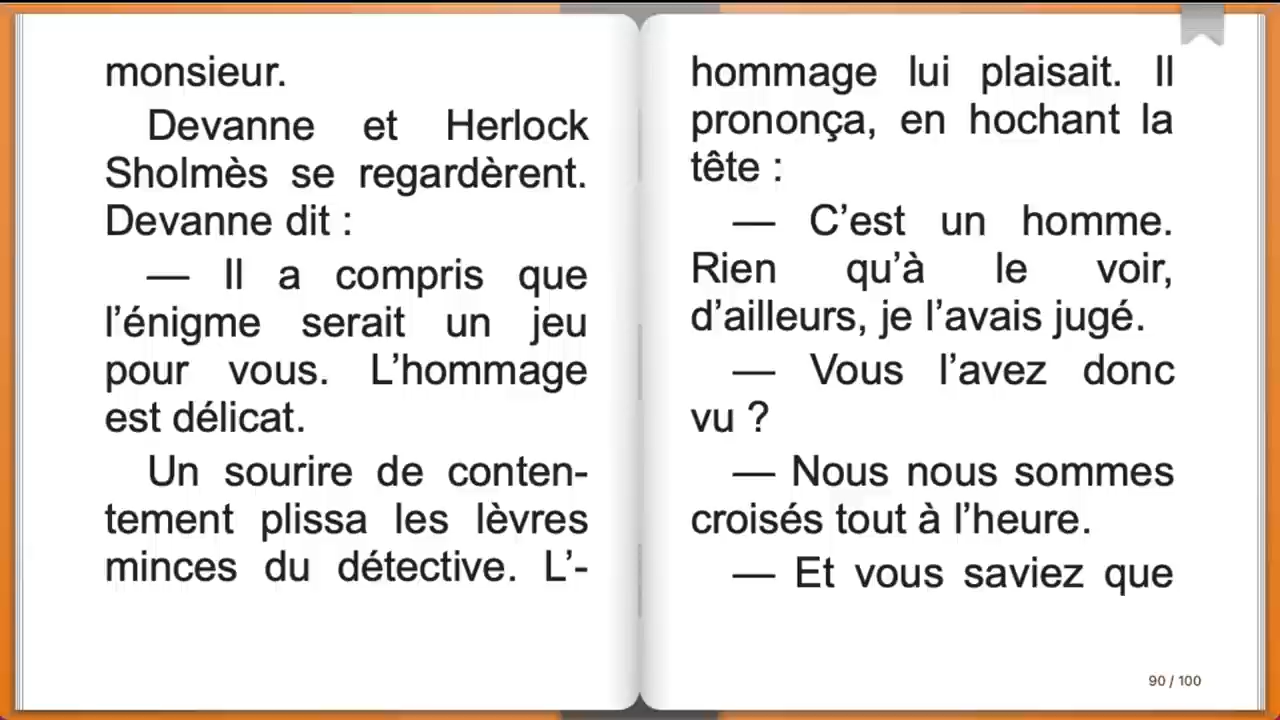 monsieur.
Devanne et Herlock
Sholmès se regardèrent.
Devanne dit :
— Il a compris que
l’énigme serait un jeu
pour vous. L’hommage
est délicat.
Un sourire de conten-
tement plissa les lèvres
minces du détective. L’-
hommage lui plaisait. Il
prononça, en hochant la
tête :
— C’est un homme.
Rien qu’à le voir,
d’ailleurs, je l’avais jugé.
— Vous l’avez donc
vu ?
— Nous nous sommes
croisés tout à l’heure.
— Et vous saviez que
90 / 100